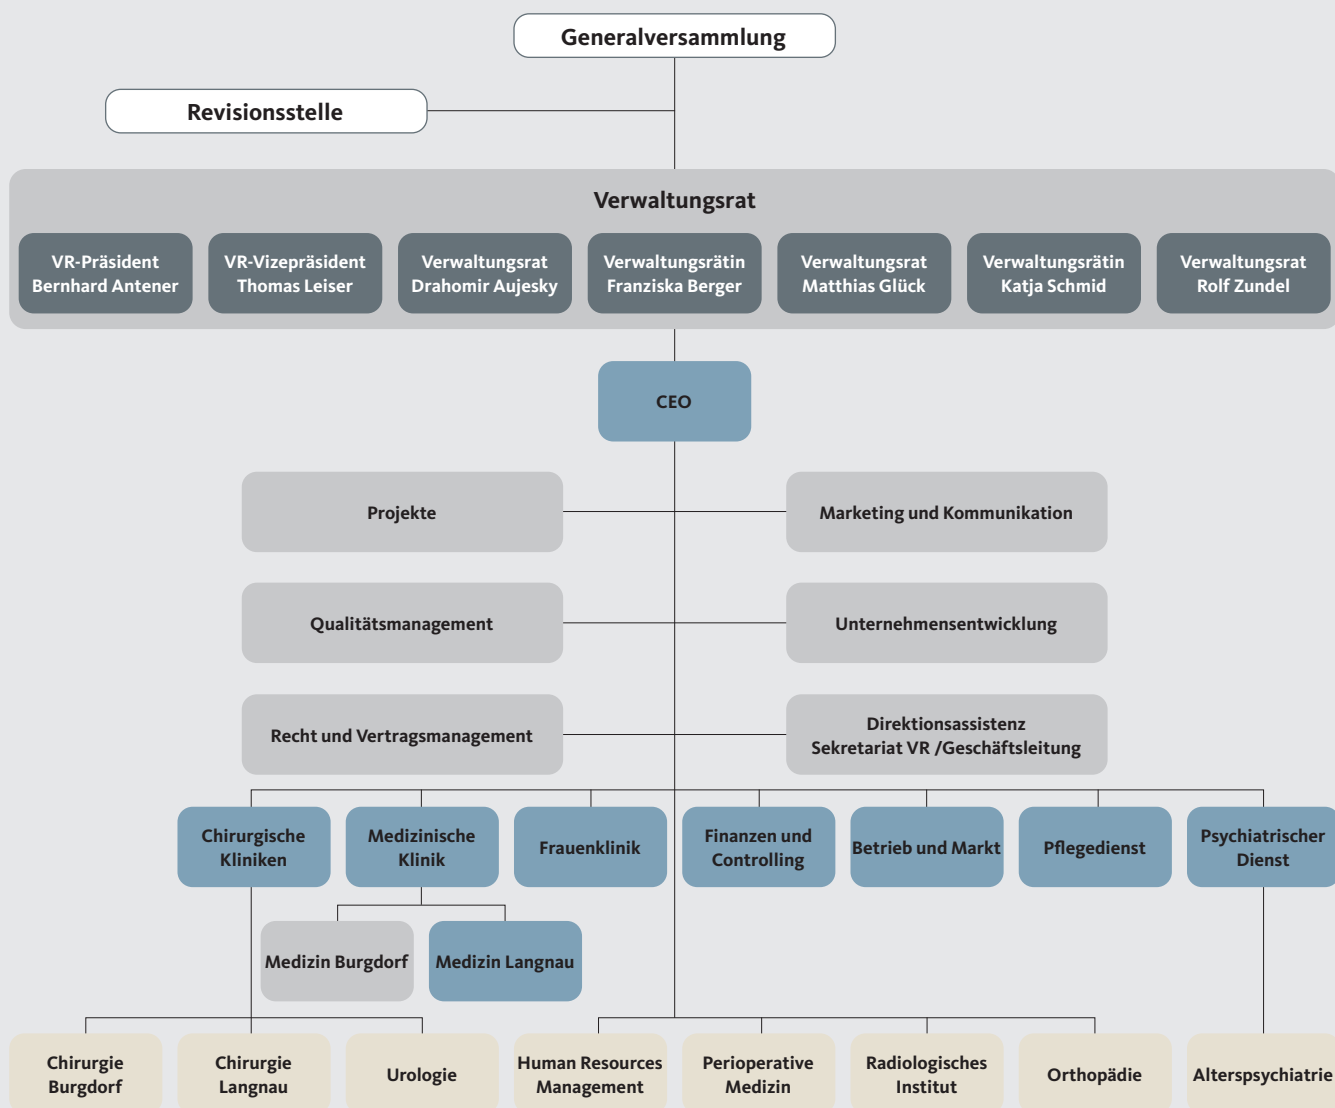 Generalversammlung
Revisionsstelle
Verwaltungsrat
VR-Präsident
Bernhard Antener
VR-Vizepräsident
Thomas Leiser
Verwaltungsrat
Drahomir Aujesky
Verwaltungsrätin
Franziska Berger
Verwaltungsrat
Matthias Glück
Verwaltungsrätin
Katja Schmid
Verwaltungsrat
Rolf Zundel
CEO
Projekte
Marketing und Kommunikation
Qualitätsmanagement
Unternehmensentwicklung
Recht und Vertragsmanagement
Direktionsassistenz
Sekretariat VR /Geschäftsleitung
Chirurgische
Kliniken
Medizinische
Klinik
Frauenklinik
Finanzen und
Controlling
Betrieb und Markt
Pflegedienst
Psychiatrischer
Dienst
Medizin Burgdorf
Medizin Langnau
Chirurgie
Burgdorf
Chirurgie
Langnau
Urologie
Human Resources
Management
Perioperative
Medizin
Radiologisches
Institut
Orthopädie
Alterspsychiatrie